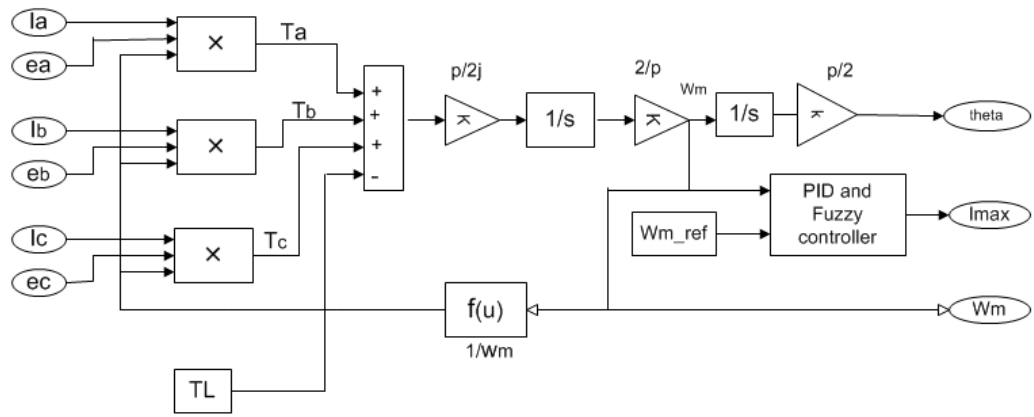 Ia
ea
×
Ta
Ib
eb
×
Tb
Ic
ec
×
Tc
+
+
+
-
p/2j
K
1/s
2/p
K
Wm
1/s
p/2
K
theta
PID and
Fuzzy
controller
Imax
Wm_ref
f(u)
1/wm
Wm
TL